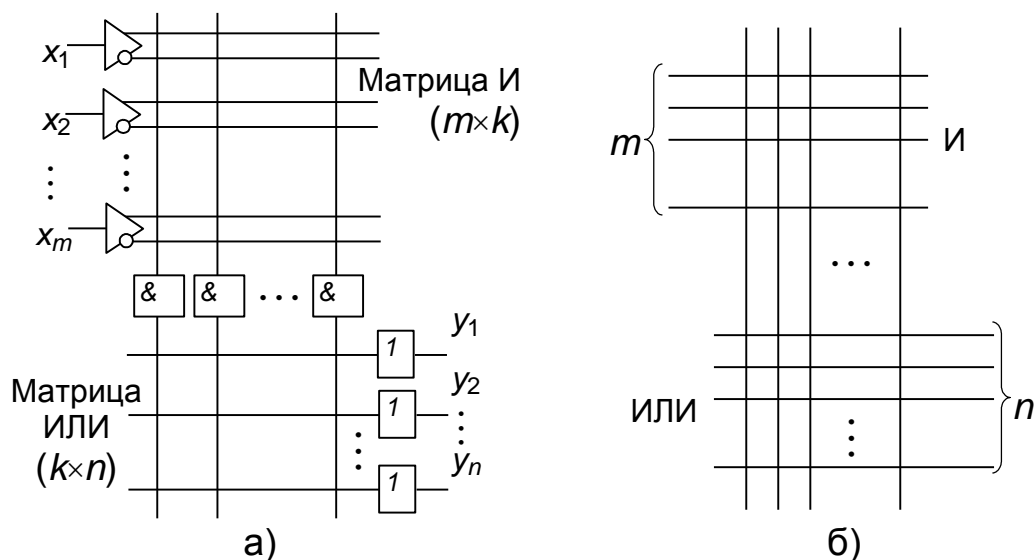 x1
x2
xm
Матрица И
(m×k)
& & ... &
1 y1
1 y2
1 yn
Матрица
ИЛИ
(k×n)
а)
m
И
...
ИЛИ
n
б)